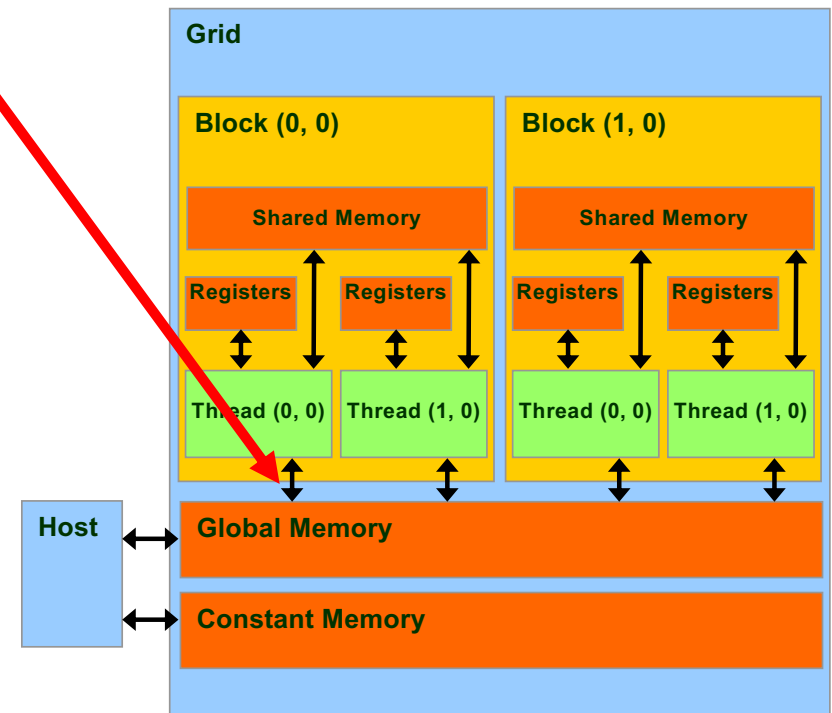 Grid
Block (0, 0)
Block (1, 0)
Shared Memory
Shared Memory
Registers
Registers
Registers
Registers
Thread (0, 0)
Thread (1, 0)
Thread (0, 0)
Thread (1, 0)
Host
Global Memory
Constant Memory